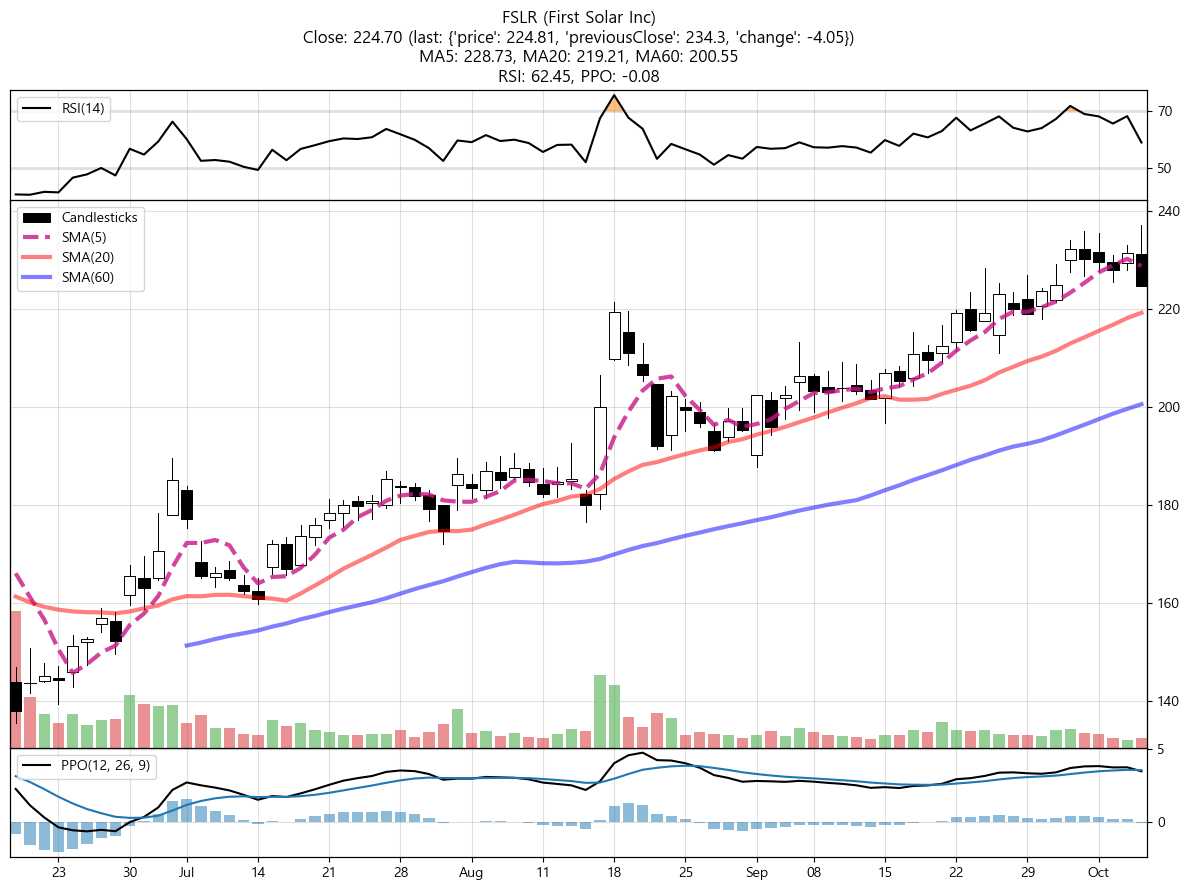 FSLR (First Solar Inc)
Close: 224.70 (last: {'price': 224.81, 'previousClose': 234.3, 'change': -4.05})
MA5: 228.73, MA20: 219.21, MA60: 200.55
RSI: 62.45, PPO: -0.08
RSI(14)
70
50
Candlesticks
SMA(5)
SMA(20)
SMA(60)
240
220
200
180
160
140
PPO(12, 26, 9)
5
0
23 30 Jul 14 21 28 Aug 11 18 25 Sep 08 15 22 29 Oct